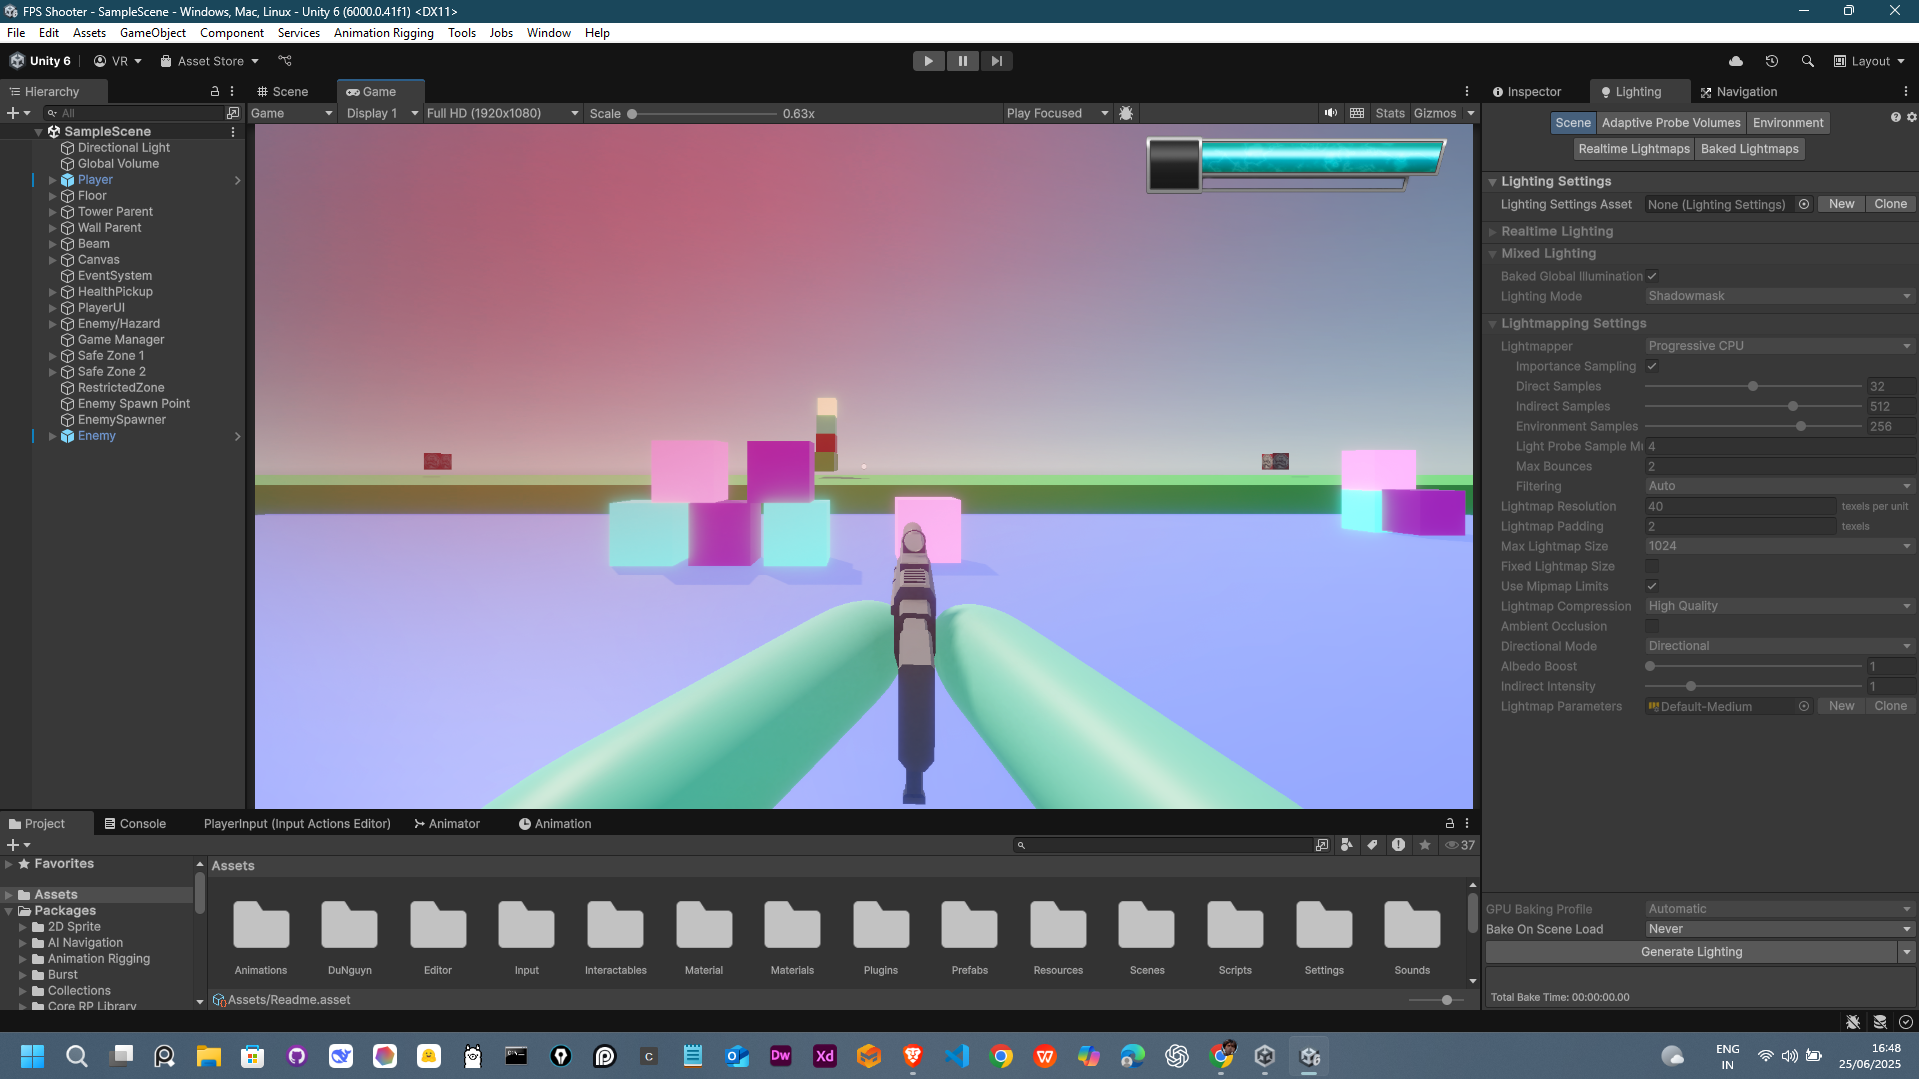 FPS Shooter - SampleScene - Windows, Mac, Linux - Unity 6 (6000.0.41f1) <DX11>
File Edit Assets GameObject Component Services Animation Rigging Tools Jobs Window Help
Unity 6 VR Asset Store Layout
Hierarchy
All
SampleScene
Directional Light
Global Volume
Player
Floor
Tower Parent
Wall Parent
Beam
Canvas
EventSystem
HealthPickup
PlayerUI
Enemy/Hazard
Game Manager
Safe Zone 1
Safe Zone 2
RestrictedZone
Enemy Spawn Point
EnemySpawner
Enemy
Scene Game
Game Display 1 Full HD (1920x1080) Scale 0.63x Play Focused Stats Gizmos
Inspector Lighting Navigation
Scene Adaptive Probe Volumes Environment
Realtime Lightmaps Baked Lightmaps
Lighting Settings
Lighting Settings Asset None (Lighting Settings) New Clone
Realtime Lighting
Mixed Lighting
Baked Global Illumination
Lighting Mode Shadowmask
Lightmapping Settings
Lightmapper Progressive CPU
Importance Sampling
Direct Samples 32
Indirect Samples 512
Environment Samples 256
Light Probe Sample Mu 4
Max Bounces 2
Filtering Auto
Lightmap Resolution 40 texels per unit
Lightmap Padding 2 texels
Max Lightmap Size 1024
Fixed Lightmap Size
Use Mipmap Limits
Lightmap Compression High Quality
Ambient Occlusion
Directional Mode Directional
Albedo Boost 1
Indirect Intensity 1
Lightmap Parameters Default-Medium New Clone
GPU Baking Profile Automatic
Bake On Scene Load Never
Generate Lighting
Total Bake Time: 00:00:00.00
Project Console PlayerInput (Input Actions Editor) Animator Animation
37
Favorites
Assets
Packages
2D Sprite
AI Navigation
Animation Rigging
Burst
Collections
Core RP Library
Assets
Animations DuNguyn Editor Input Interactables Material Materials Plugins Prefabs Resources Scenes Scripts Settings Sounds
Assets/Readme.asset
Dw Xd
C
ENG
IN
16:48
25/06/2025